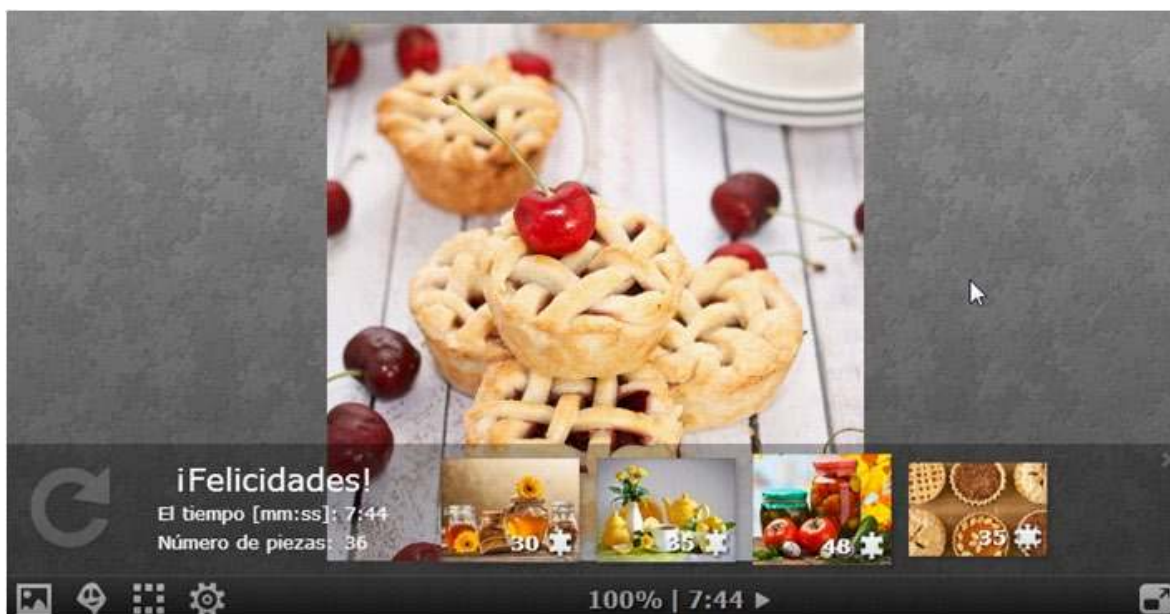 ¡Felicidades!
El tiempo [mm:ss]: 7:44
Número de piezas: 36
30
35
48
35
100% | 7:44